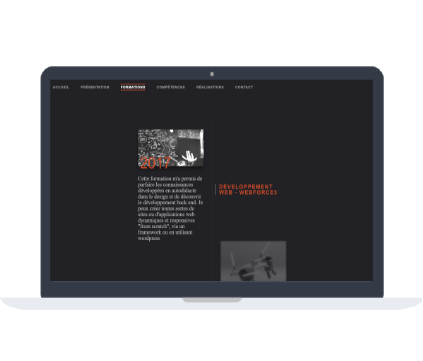 ACCUEIL PRÉSENTATION FORMATIONS COMPÉTENCES RÉALISATIONS CONTACT
2017
Cette formation m'a permis de
parfaire les connaissances
développées en autodidacte
dans le design et de découvrir
le développement back end. Je
peux créer toutes sortes de
sites ou d'applications web
dynamiques et responsives
"from scratch", via un
framework ou en utilisant
wordpress
DÉVELOPPEMENT
WEB - WEBFORCE3